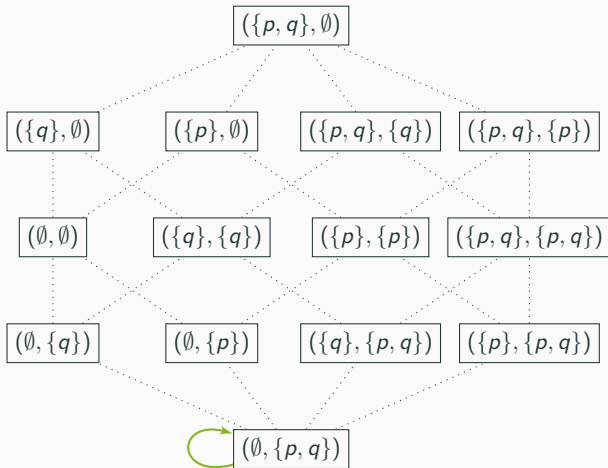 ({p, q}, ∅)
({q}, ∅) ({p}, ∅) ({p, q}, {q}) ({p, q}, {p})
(∅, ∅) ({q}, {q}) ({p}, {p}) ({p, q}, {p, q})
(∅, {q}) (∅, {p}) ({q}, {p, q}) ({p}, {p, q})
(∅, {p, q})